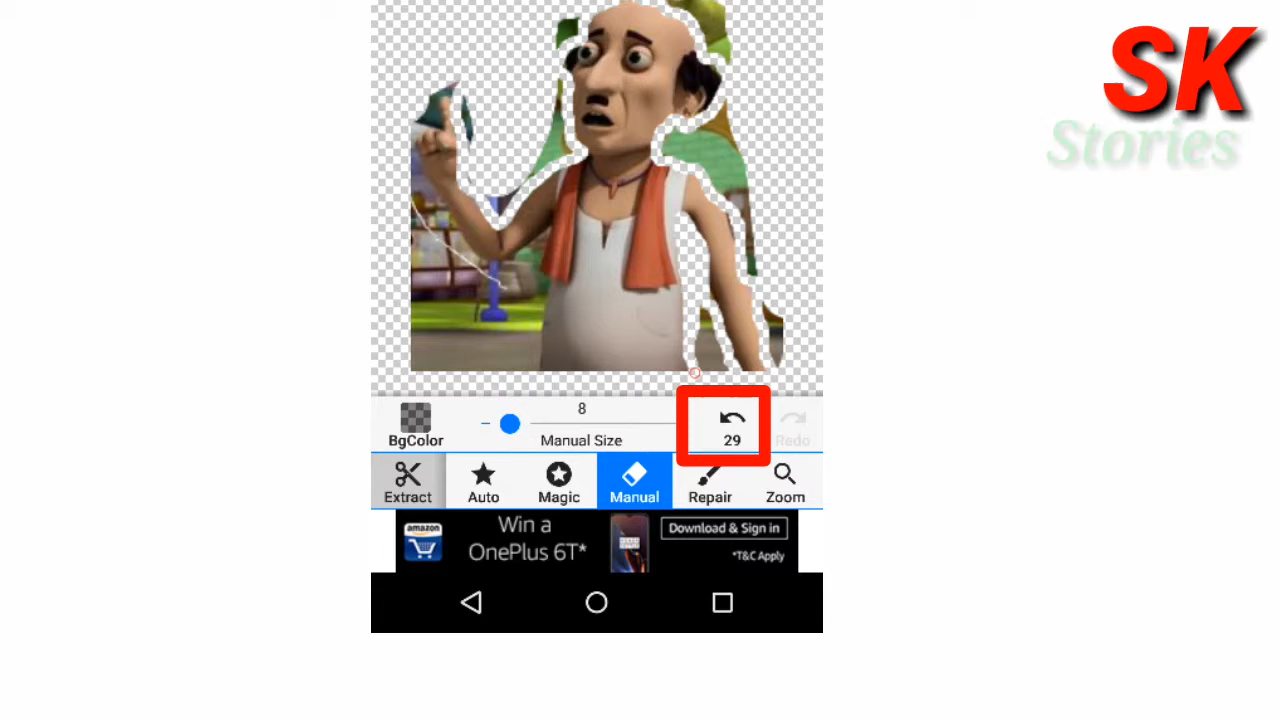 SK
Stories
8
BgColor
Manual Size
29
Redo
Extract
Auto
Magic
Manual
Repair
Zoom
amazon
Win a
OnePlus 6T*
Download & Sign in
*T&C Apply